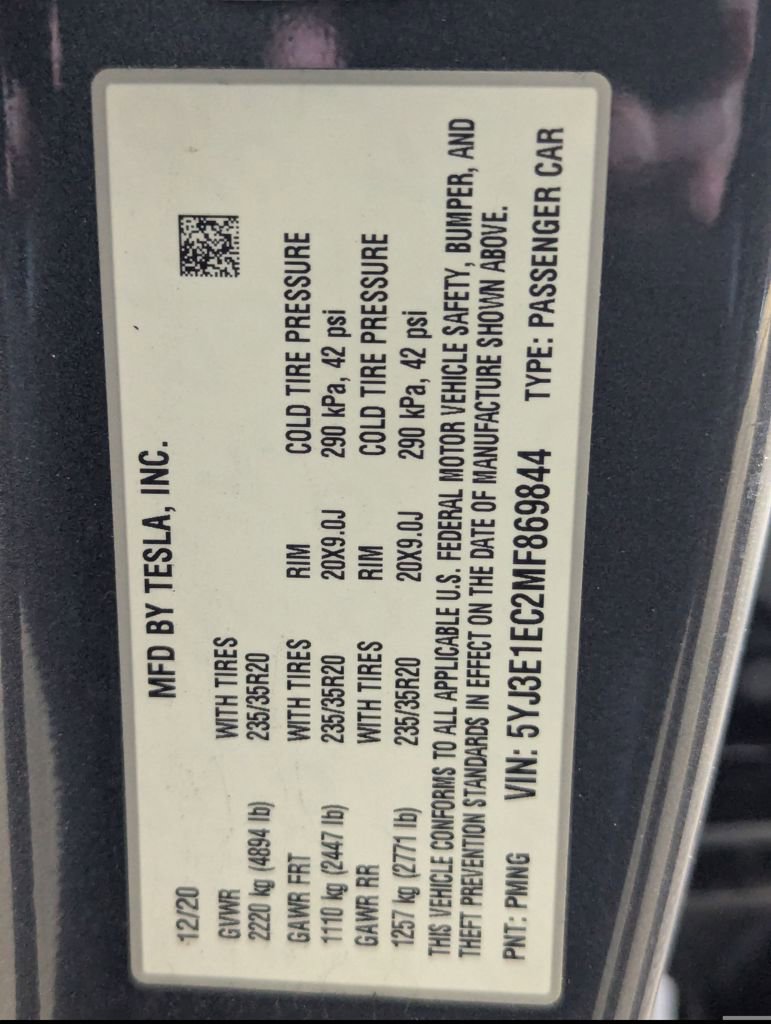 MFD BY TESLA, INC.
12/20
GVWR WITH TIRES
2220 kg (4894 lb) 235/35R20
GAWR FRT WITH TIRES RIM COLD TIRE PRESSURE
1110 kg (2447 lb) 235/35R20 20X9.0J 290 kPa, 42 psi
GAWR RR WITH TIRES RIM COLD TIRE PRESSURE
1257 kg (2771 lb) 235/35R20 20X9.0J 290 kPa, 42 psi
THIS VEHICLE CONFORMS TO ALL APPLICABLE U.S. FEDERAL MOTOR VEHICLE SAFETY, BUMPER, AND
THEFT PREVENTION STANDARDS IN EFFECT ON THE DATE OF MANUFACTURE SHOWN ABOVE.
PNT: PMNG VIN: 5YJ3E1EC2MF869844 TYPE: PASSENGER CAR